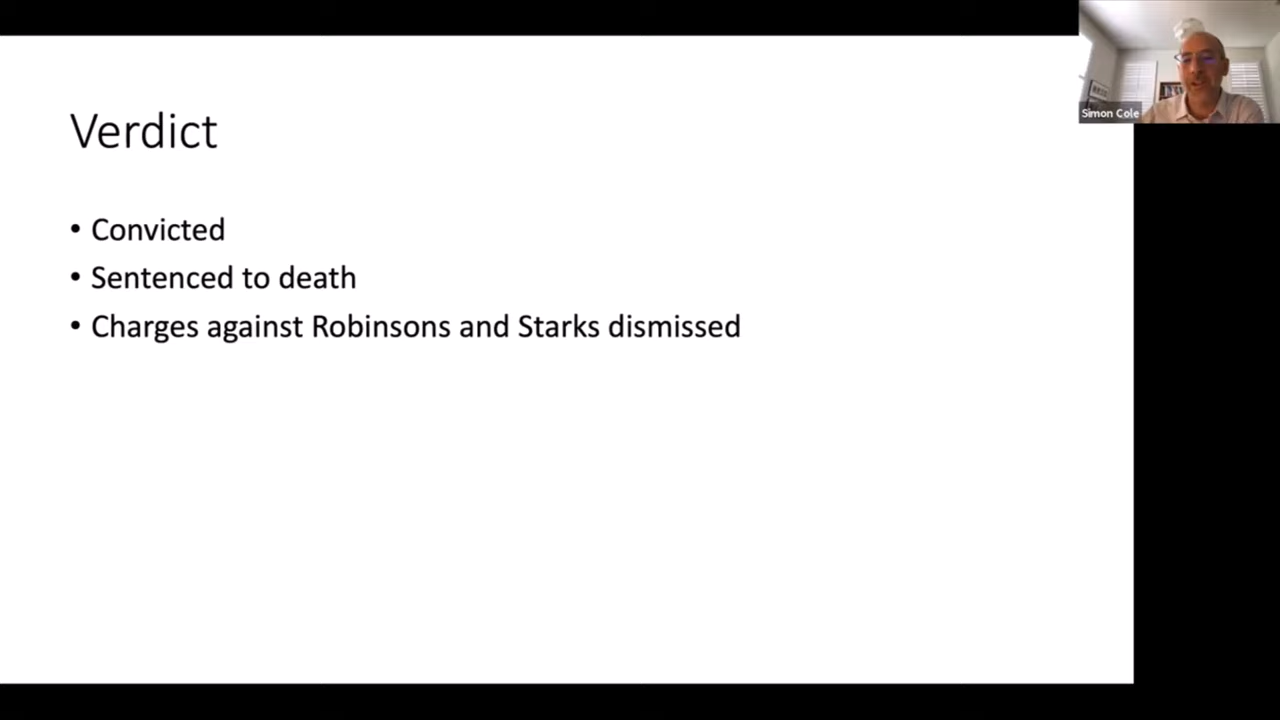 Verdict
• Convicted
• Sentenced to death
• Charges against Robinsons and Starks dismissed
Simon Cole